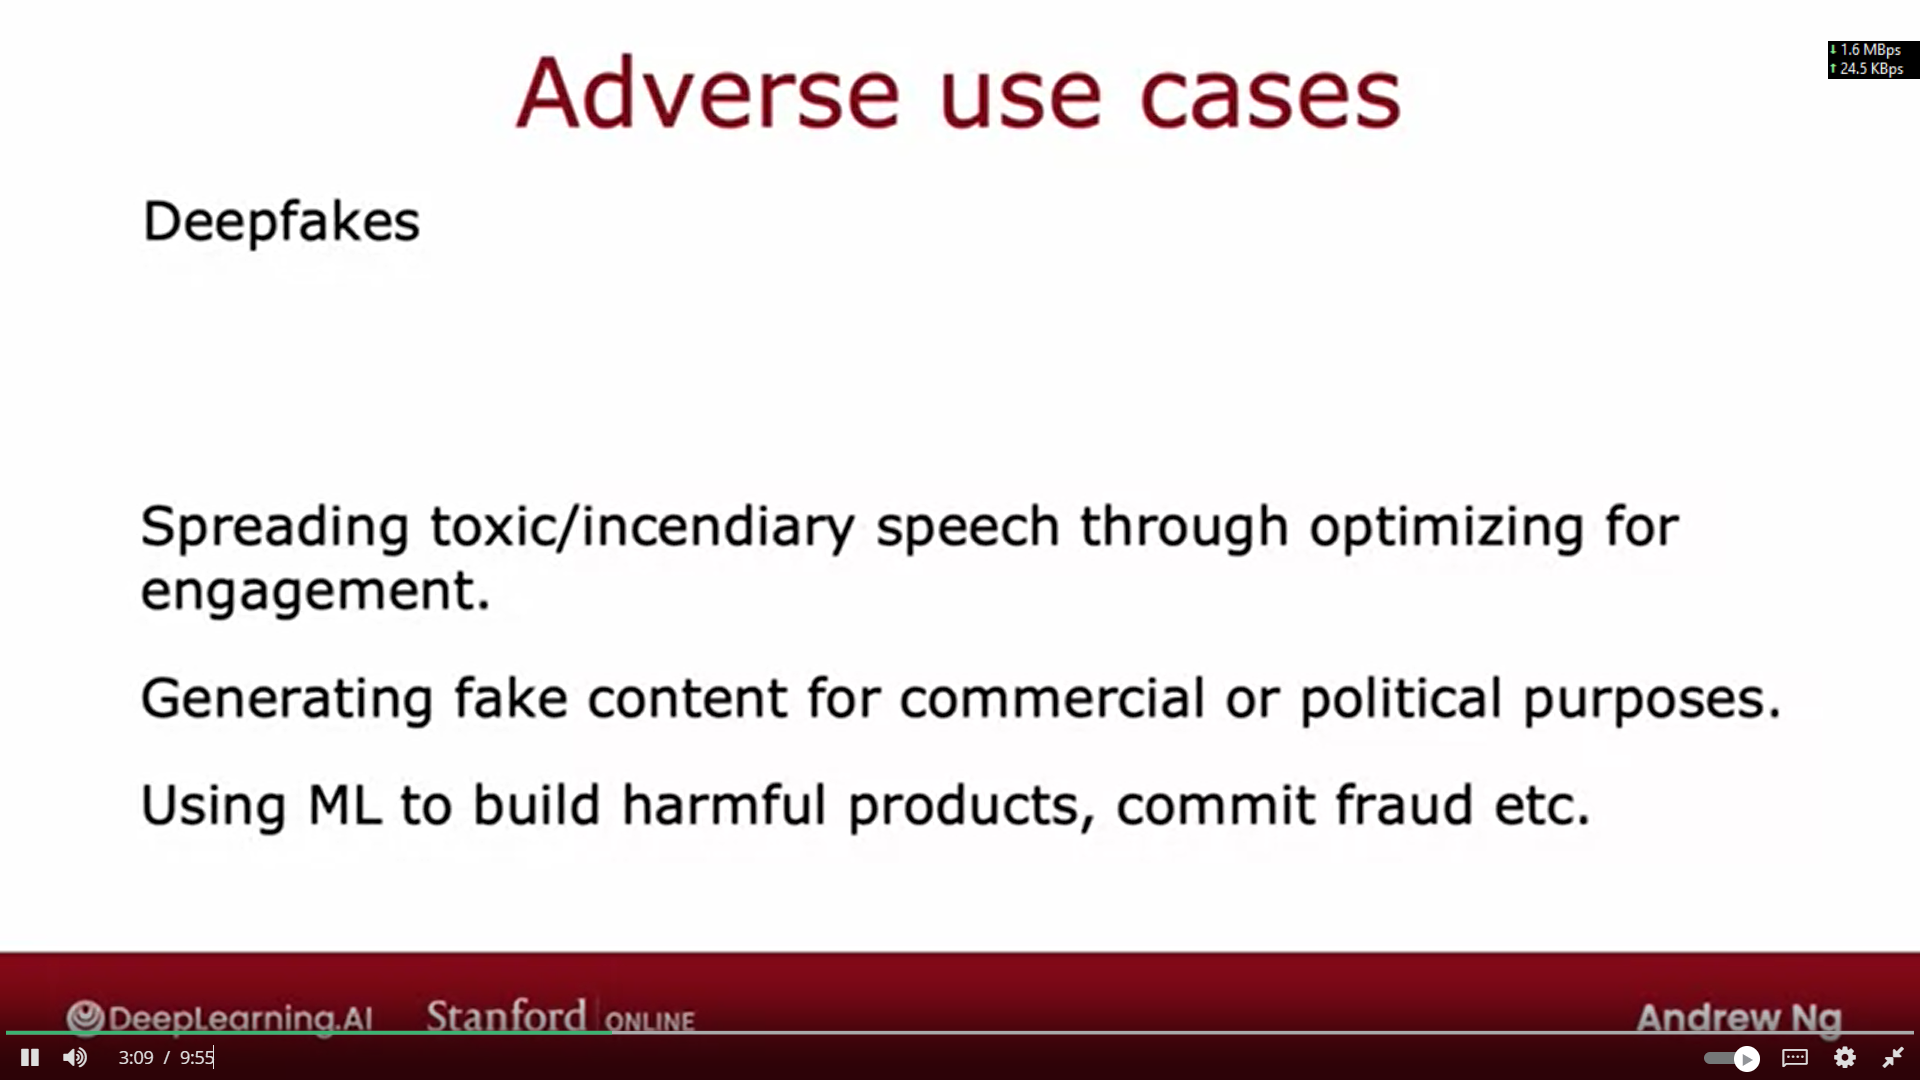 Adverse use cases
↓ 1.6 MBps
↑ 24.5 KBps
Deepfakes
Spreading toxic/incendiary speech through optimizing for
engagement.
Generating fake content for commercial or political purposes.
Using ML to build harmful products, commit fraud etc.
DeepLearning.AI
Stanford ONLINE
Andrew Ng
3:09 / 9:55